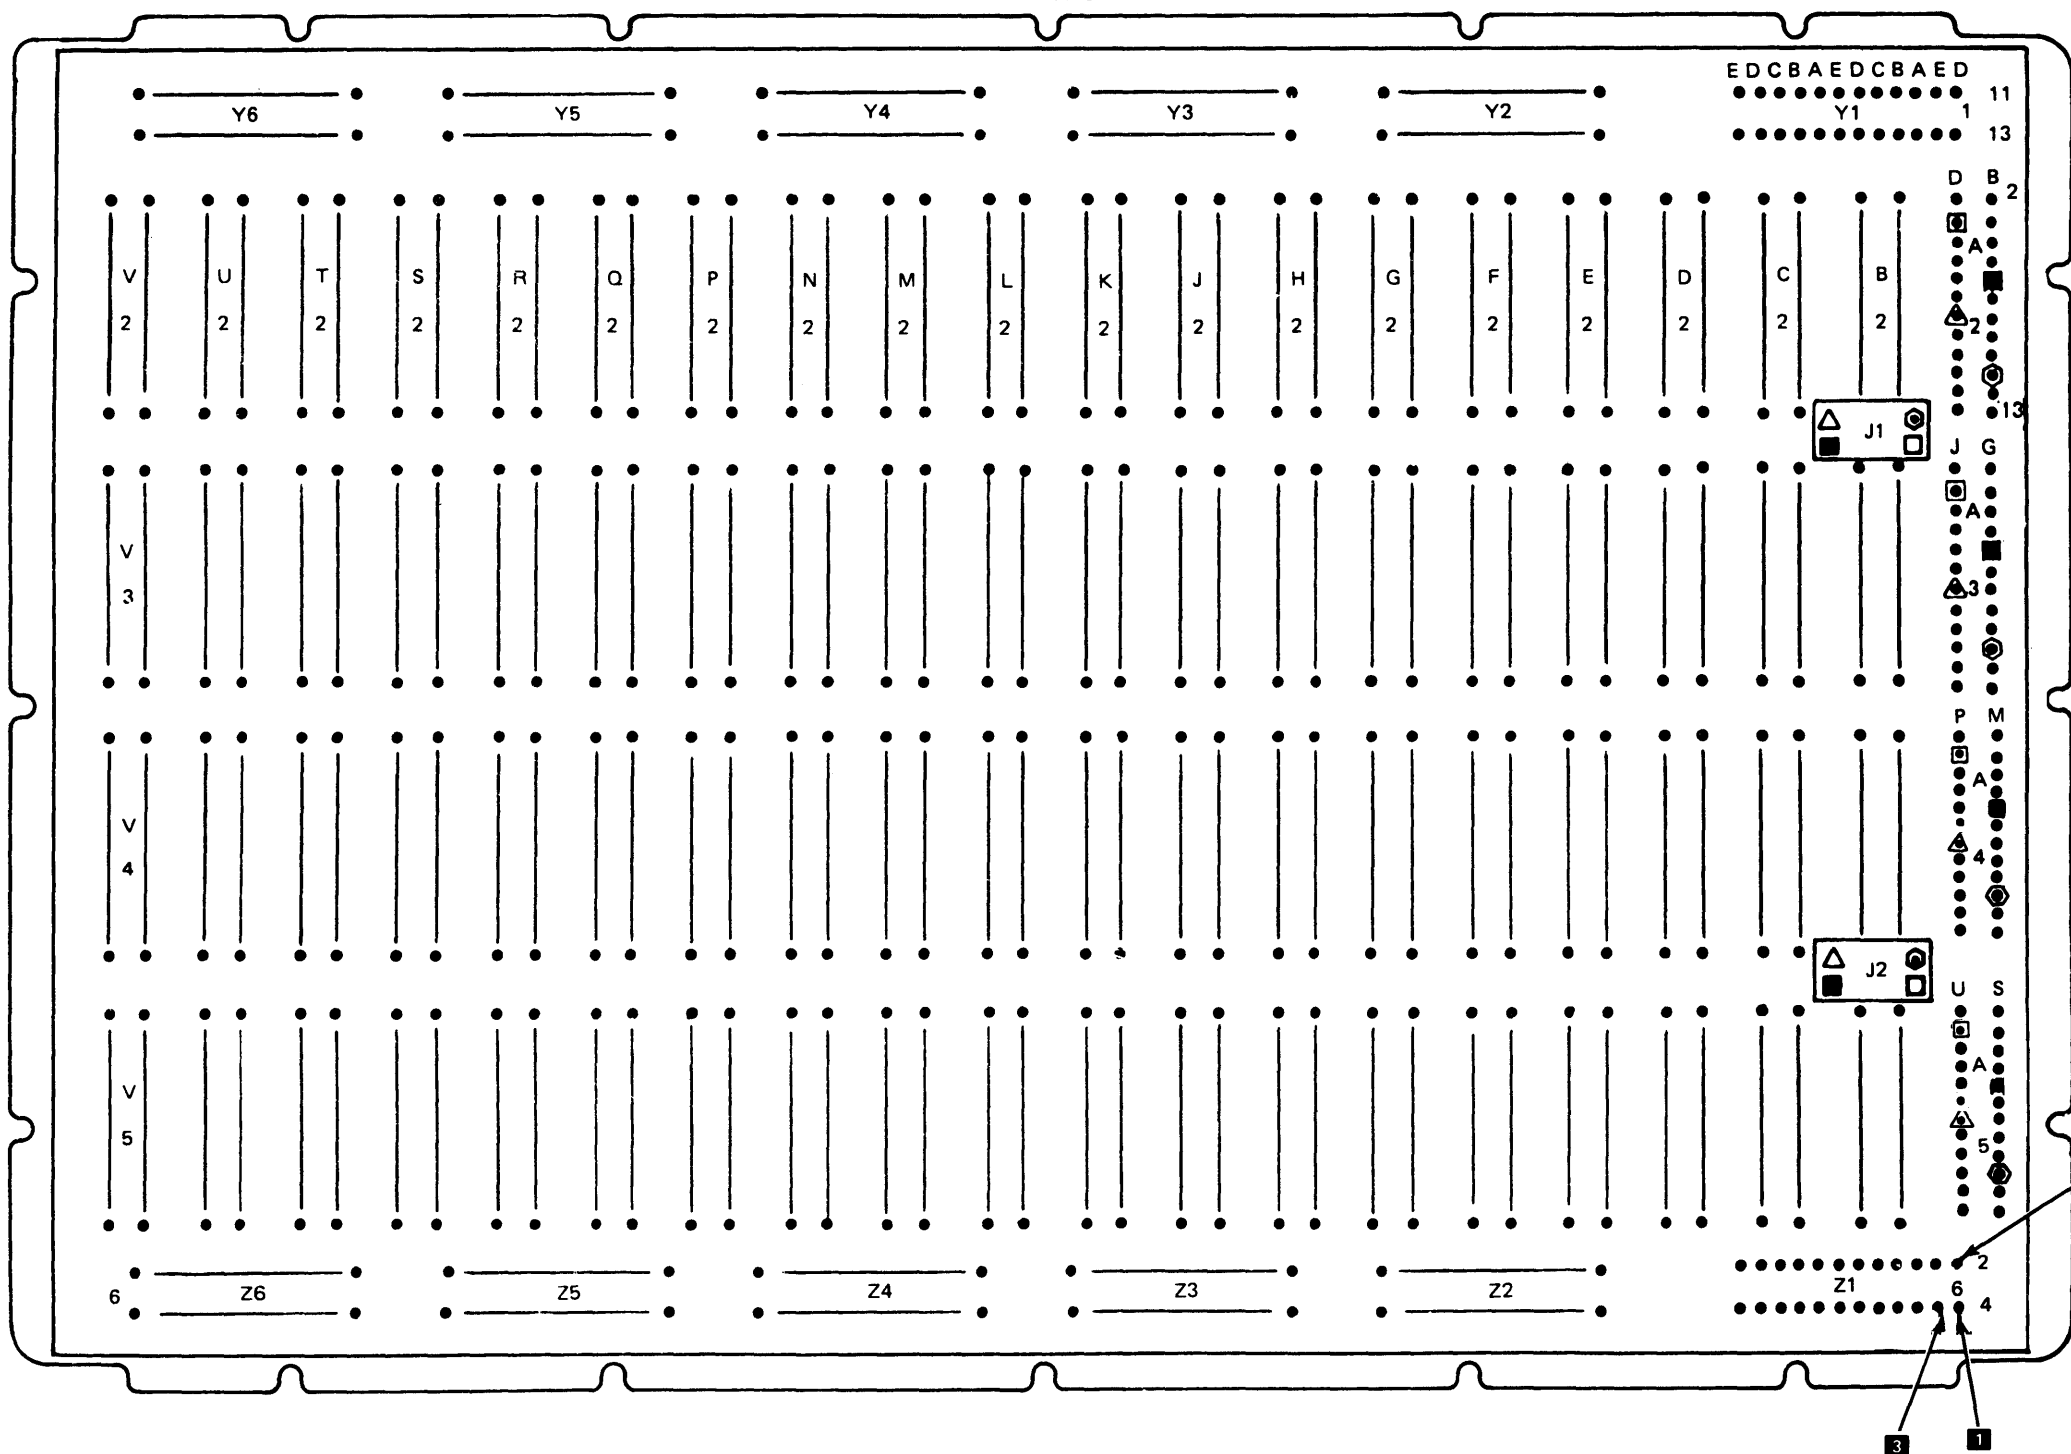 E D C B A E D C B A E D
11
Y6 Y5 Y4 Y3 Y2 Y1 1
13
D B
2
A
V U T S R Q P N M L K J H G F E D C B
2 2 2 2 2 2 2 2 2 2 2 2 2 2 2 2 2 2 2 2
13
J1
J G
A
V
3 3
P M
A
V
4 4
J2
U S
A
V
5 5
2
6 Z6 Z5 Z4 Z3 Z2 Z1 6
4
3 1